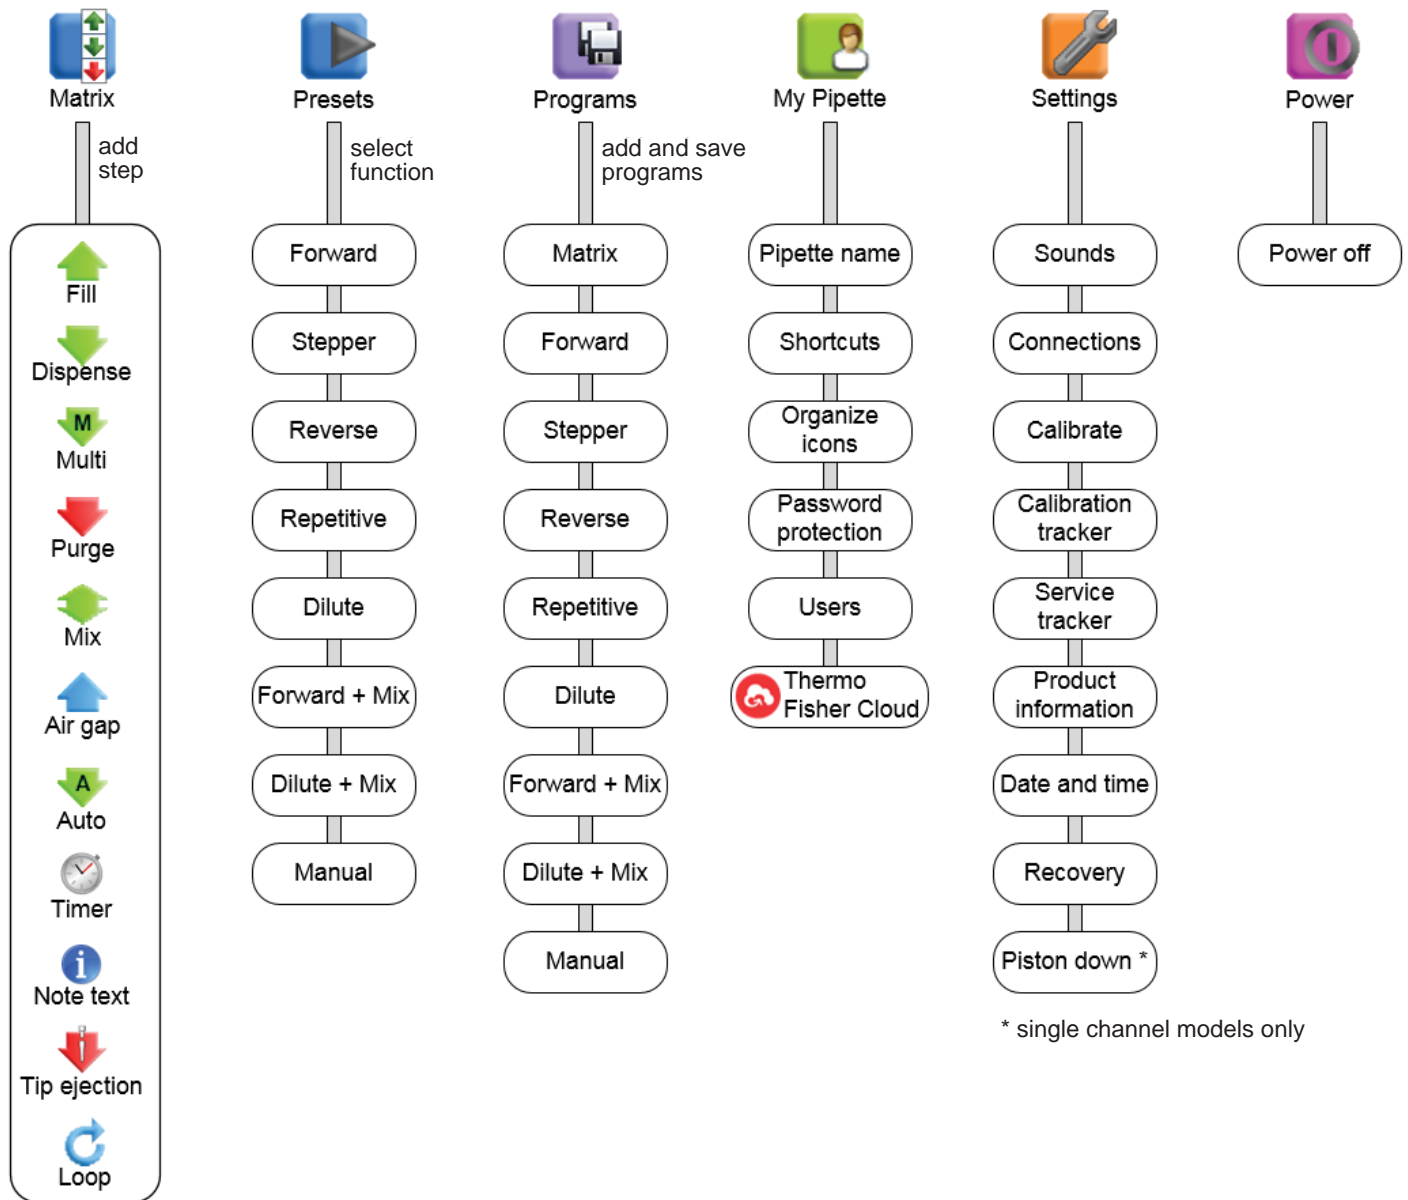 Matrix
add
step
Fill
Dispense
M
Multi
Purge
Mix
Air gap
A
Auto
Timer
i
Note text
Tip ejection
Loop
Presets
select
function
Forward
Stepper
Reverse
Repetitive
Dilute
Forward + Mix
Dilute + Mix
Manual
Programs
add and save
programs
Matrix
Forward
Stepper
Reverse
Repetitive
Dilute
Forward + Mix
Dilute + Mix
Manual
My Pipette
Pipette name
Shortcuts
Organize
icons
Password
protection
Users
Thermo
Fisher Cloud
Settings
Sounds
Connections
Calibrate
Calibration
tracker
Service
tracker
Product
information
Date and time
Recovery
Piston down *
* single channel models only
Power
Power off